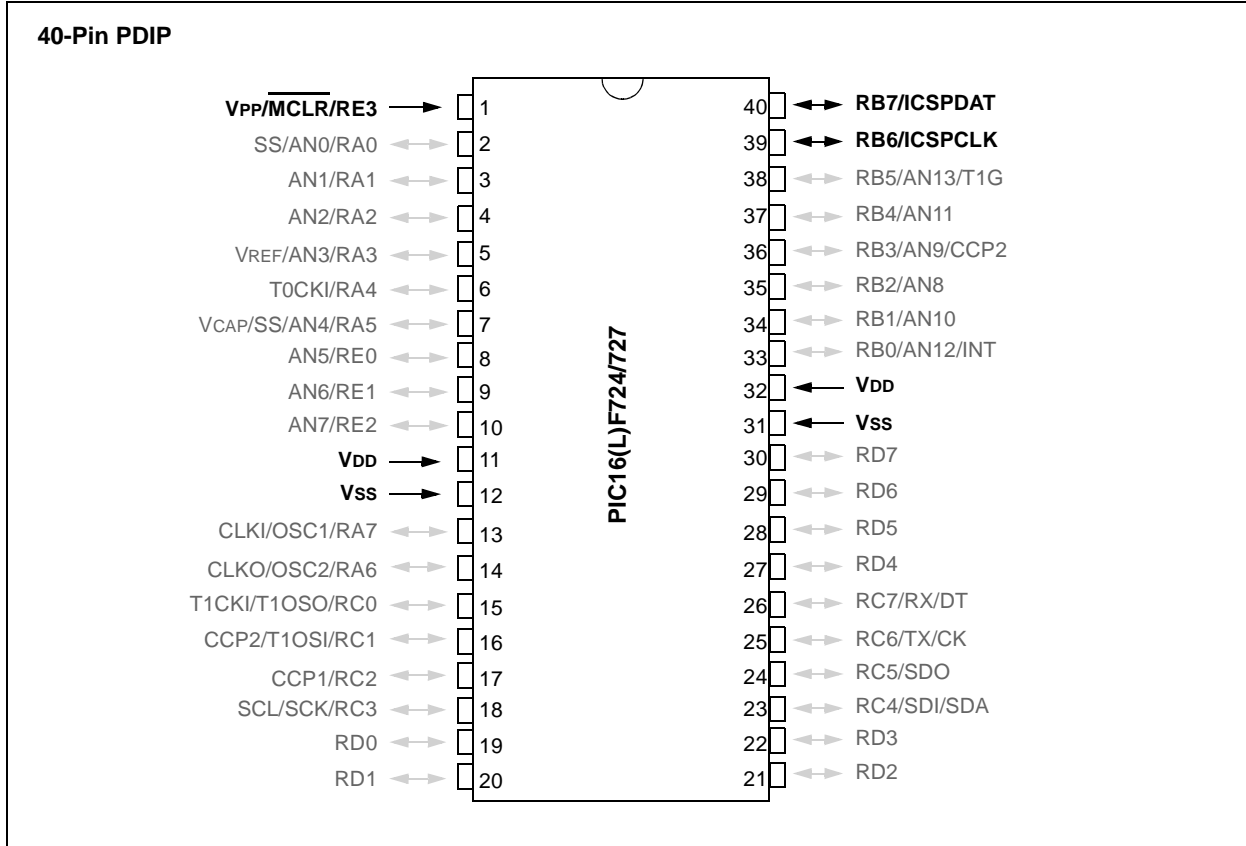 40-Pin PDIP
VPP/MCLR/RE3 1
SS/AN0/RA0 2
AN1/RA1 3
AN2/RA2 4
VREF/AN3/RA3 5
T0CKI/RA4 6
VCAP/SS/AN4/RA5 7
AN5/RE0 8
AN6/RE1 9
AN7/RE2 10
VDD 11
VSS 12
CLKI/OSC1/RA7 13
CLKO/OSC2/RA6 14
T1CKI/T1OSO/RC0 15
CCP2/T1OSI/RC1 16
CCP1/RC2 17
SCL/SCK/RC3 18
RD0 19
RD1 20
PIC16(L)F724/727
40 RB7/ICSPDAT
39 RB6/ICSPCLK
38 RB5/AN13/T1G
37 RB4/AN11
36 RB3/AN9/CCP2
35 RB2/AN8
34 RB1/AN10
33 RB0/AN12/INT
32 VDD
31 VSS
30 RD7
29 RD6
28 RD5
27 RD4
26 RC7/RX/DT
25 RC6/TX/CK
24 RC5/SDO
23 RC4/SDI/SDA
22 RD3
21 RD2